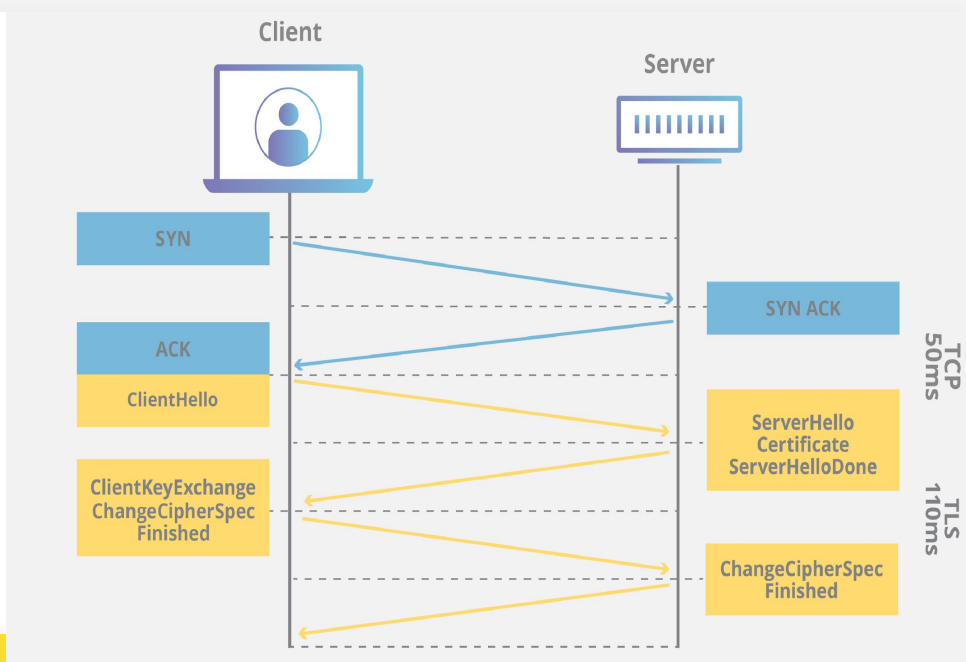 Client
Server
SYN
SYN ACK
ACK
ClientHello
TCP
50ms
ServerHello
Certificate
ServerHelloDone
ClientKeyExchange
ChangeCipherSpec
Finished
TLS
110ms
ChangeCipherSpec
Finished